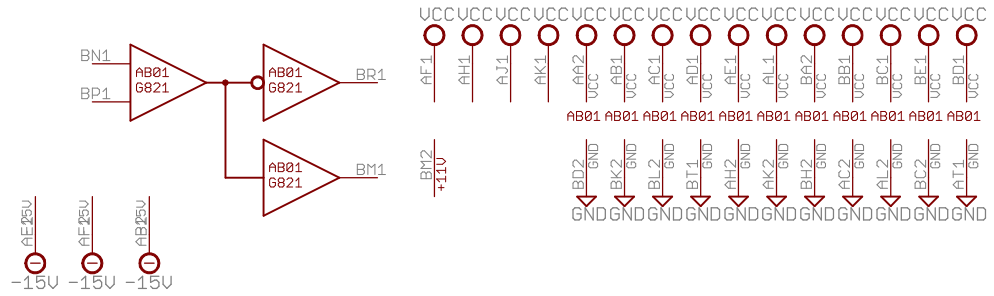 VCC VCC VCC VCC VCC VCC VCC VCC VCC VCC VCC VCC VCC VCC VCC
AF1 AH1 AJ1 AK1 AA2 AB1 AC1 AD1 AE1 AL1 BA2 BB1 BC1 BE1 BD1
VCC VCC VCC VCC VCC VCC VCC VCC VCC VCC VCC
AB01 AB01 AB01 AB01 AB01 AB01 AB01 AB01 AB01 AB01 AB01
BN1
BP1
AB01
G821
AB01
G821
BR1
AB01
G821
BM1
BM2
+11V
BD2 BK2 BL2 BT1 AH2 AK2 BH2 AC2 AL2 BC2 AT1
GND GND GND GND GND GND GND GND GND GND GND
GND GND GND GND GND GND GND GND GND GND GND
-15V -15V -15V